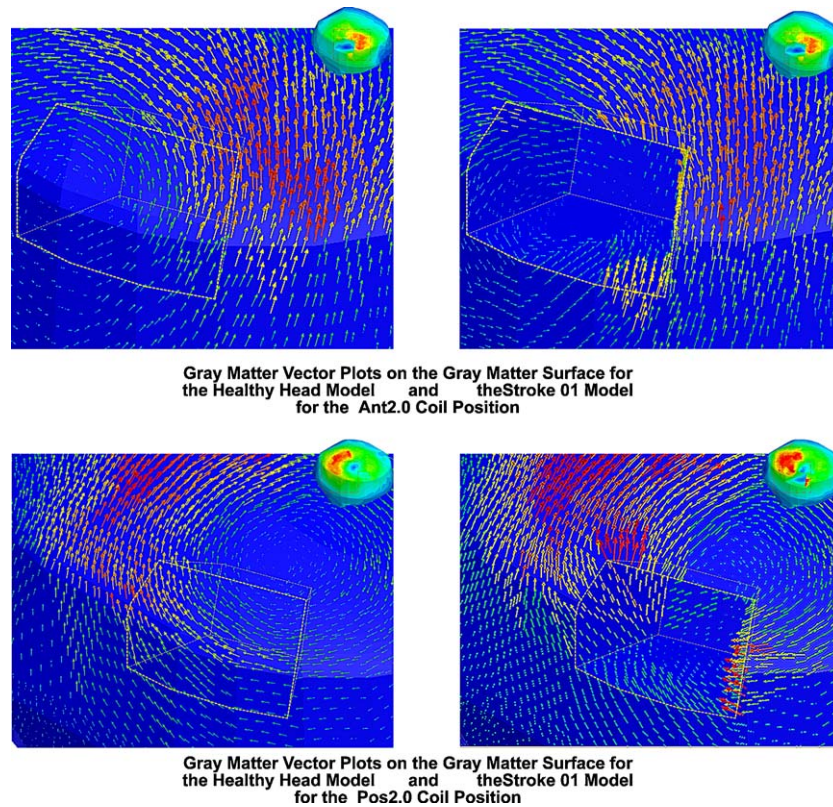 Gray Matter Vector Plots on the Gray Matter Surface for
the Healthy Head Model and theStroke 01 Model
for the Ant2.0 Coil Position
Gray Matter Vector Plots on the Gray Matter Surface for
the Healthy Head Model and theStroke 01 Model
for the Pos2.0 Coil Position